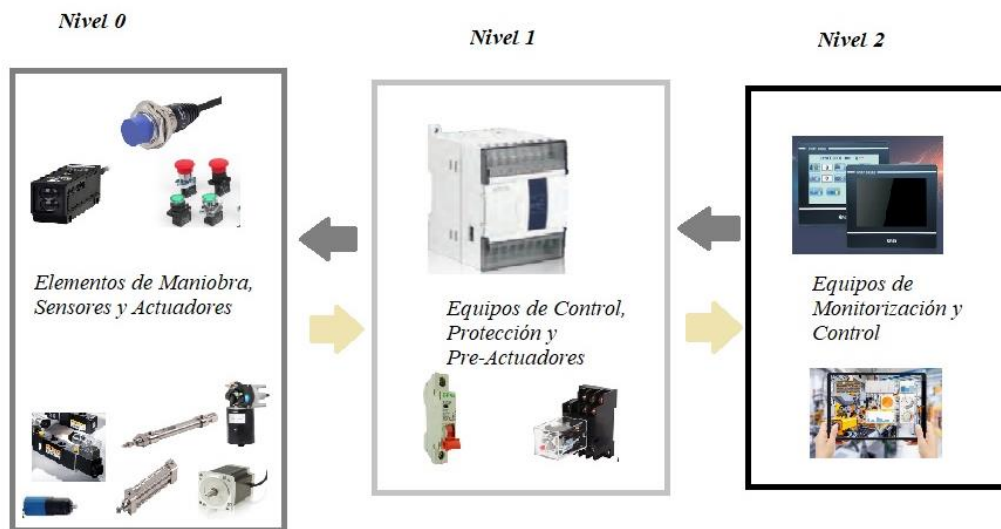 Nivel 0
Nivel 1
Nivel 2
Elementos de Maniobra,
Sensores y Actuadores
Equipos de Control,
Protección y
Pre-Actuadores
Equipos de
Monitorización y
Control